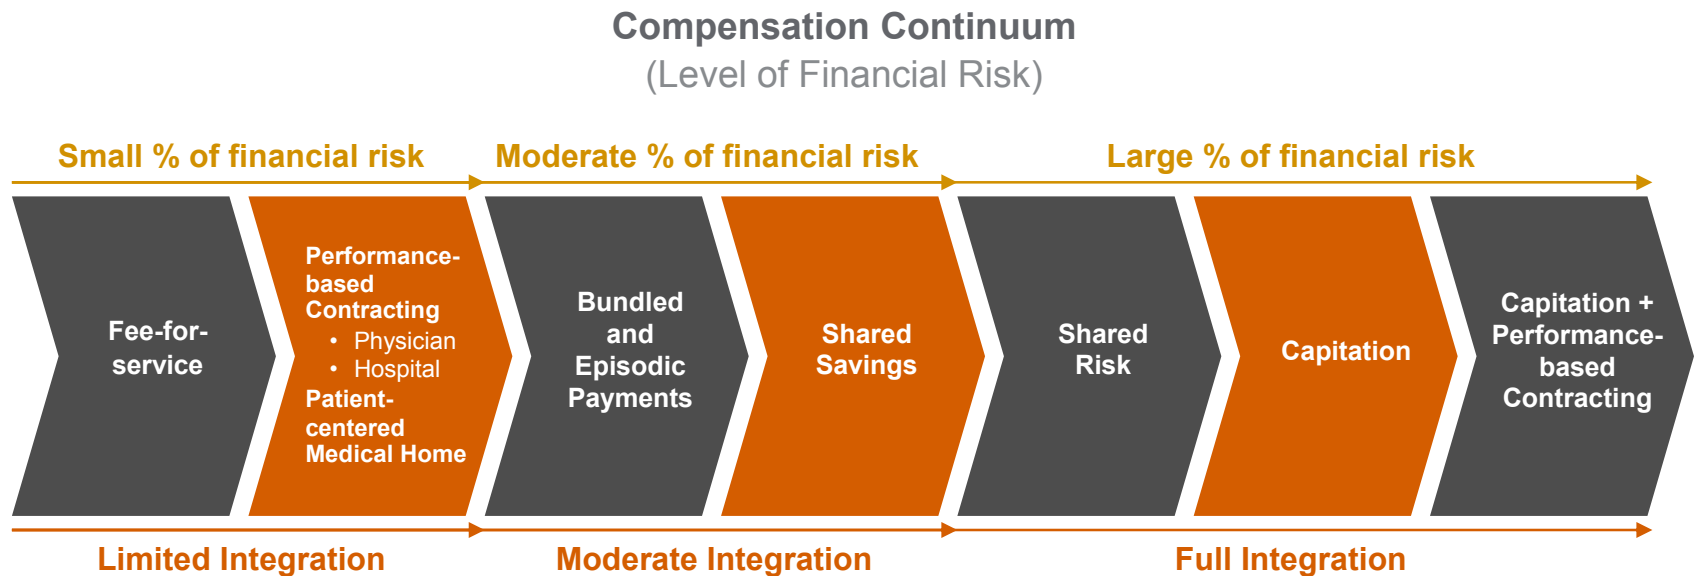 Compensation Continuum
(Level of Financial Risk)
Small % of financial risk
Moderate % of financial risk
Large % of financial risk
Fee-for-
service
Performance-
based
Contracting
• Physician
• Hospital
Patient-
centered
Medical Home
Bundled
and
Episodic
Payments
Shared
Savings
Shared
Risk
Capitation
Capitation +
Performance-
based
Contracting
Limited Integration
Moderate Integration
Full Integration